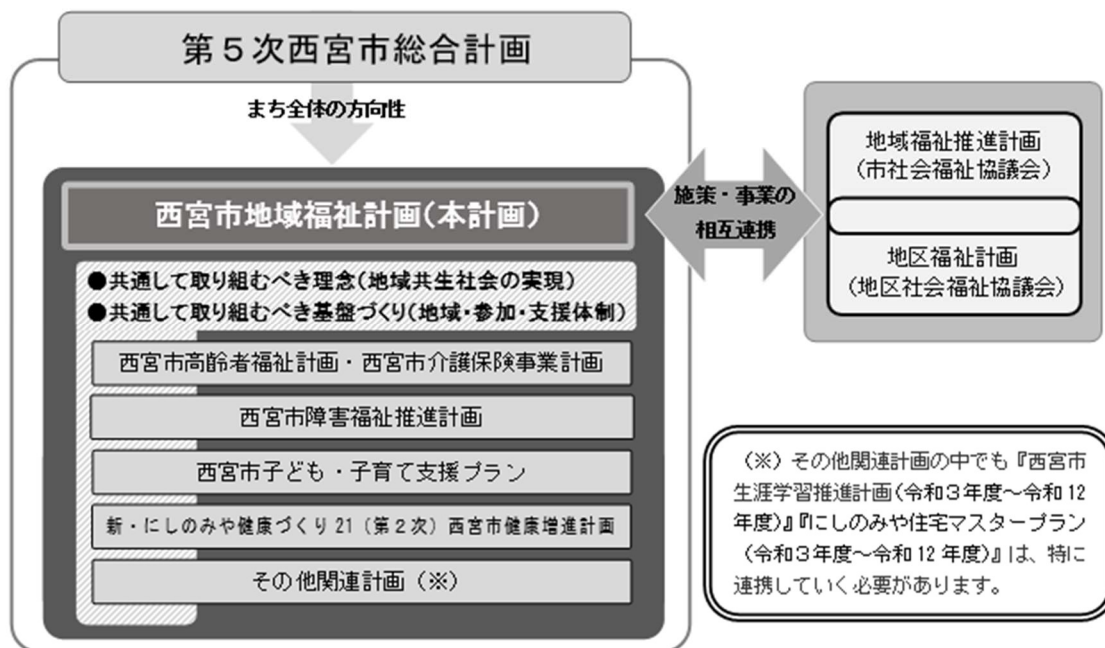 第５次西宮市総合計画
まち全体の方向性
西宮市地域福祉計画(本計画)
●共通して取り組むべき理念(地域共生社会の実現)
●共通して取り組むべき基盤づくり(地域・参加・支援体制)
西宮市高齢者福祉計画・西宮市介護保険事業計画
西宮市障害福祉推進計画
西宮市子ども・子育て支援プラン
新・にしのみや健康づくり21（第２次）西宮市健康増進計画
その他関連計画（※）
施策・事業の
相互連携
地域福祉推進計画
(市社会福祉協議会)
地区福祉計画
(地区社会福祉協議会)
（※）その他関連計画の中でも『西宮市
生涯学習推進計画(令和３年度～令和12
年度)』『にしのみや住宅マスタープラン
（令和３年度～令和12年度)』は、特に
連携していく必要があります。